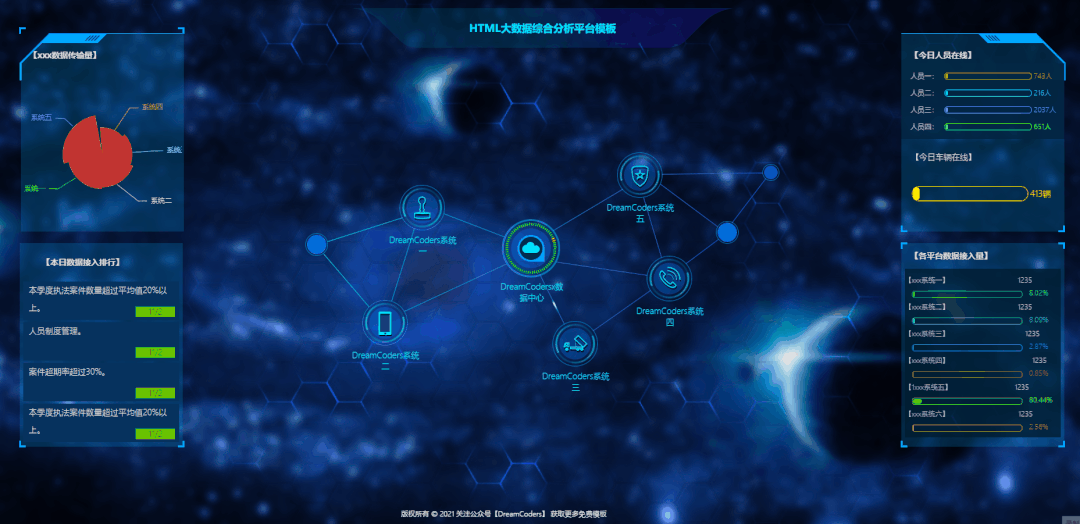 HTML大数据综合分析平台模板
【xxx数据传输量】
系统四
系统五
系统
系统一
系统二
【本日数据接入排行】
本季度执法案件数量超过平均值20%以
上。
人员制度管理。
案件超期率超过30%。
本季度执法案件数量超过平均值20%以
上。
DreamCoders系统
一
DreamCoders系统
二
DreamCodersx数
据中心
DreamCoders系统
五
DreamCoders系统
四
DreamCoders系统
三
【今日人员在线】
人员一： 743人
人员二： 216人
人员三： 2037人
人员四： 651人
【今日车辆在线】
413辆
【各平台数据接入量】
【xxx系统一】 1235
6.02%
【xxx系统二】 1235
8.09%
【xxx系统三】 1235
2.87%
【xxx系统四】 1235
0.85%
【1xxx系统五】 1235
80.44%
【xxx系统六】 1235
2.58%
版权所有 © 2021 关注公众号【DreamCoders】 获取更多免费模板